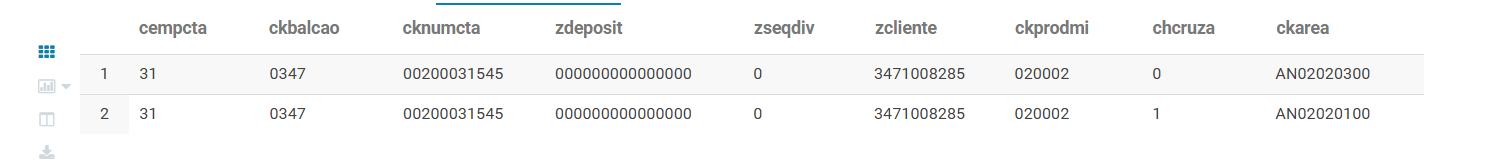 cempcta ckbalcao cknumcta zdeposit zseqdiv zcliente ckprodmi chcruza ckarea
1 31 0347 00200031545 000000000000000 0 3471008285 020002 0 AN02020300
2 31 0347 00200031545 000000000000000 0 3471008285 020002 1 AN02020100